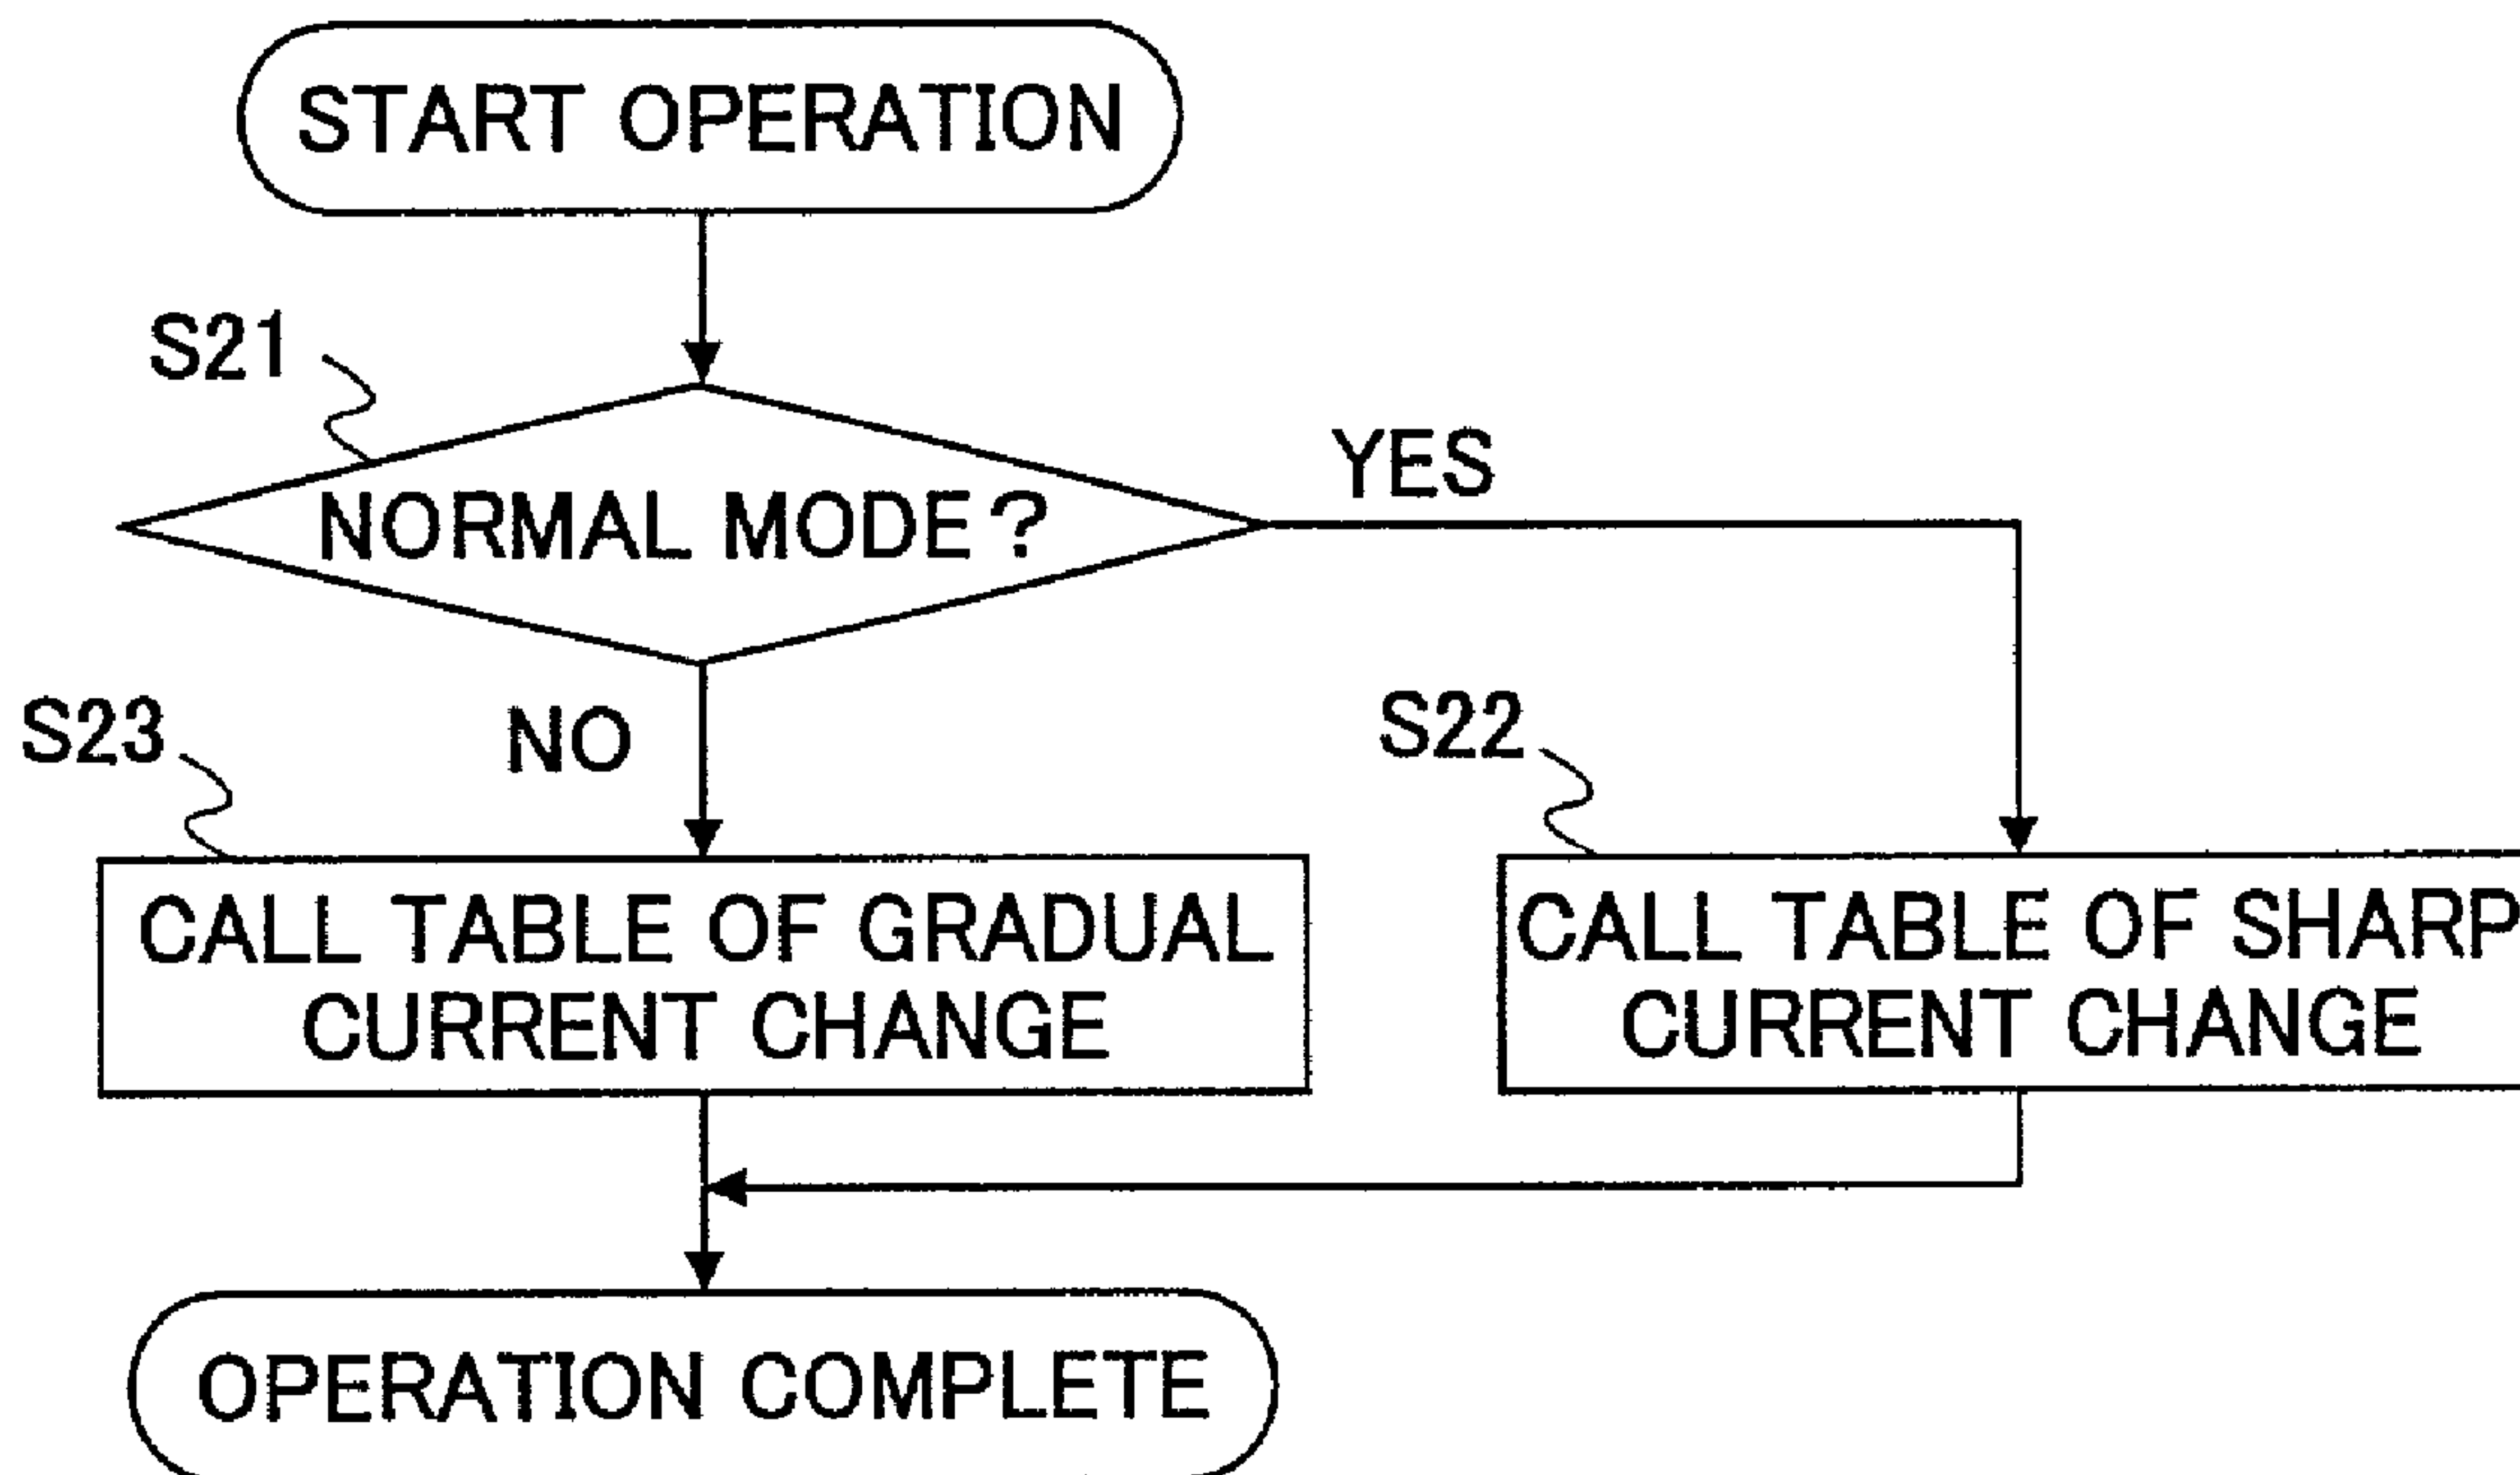 START OPERATION
S21
YES
NORMAL MODE?
S23
NO
S22
CALL TABLE OF GRADUAL
CURRENT CHANGE
CALL TABLE OF SHARP
CURRENT CHANGE
OPERATION COMPLETE